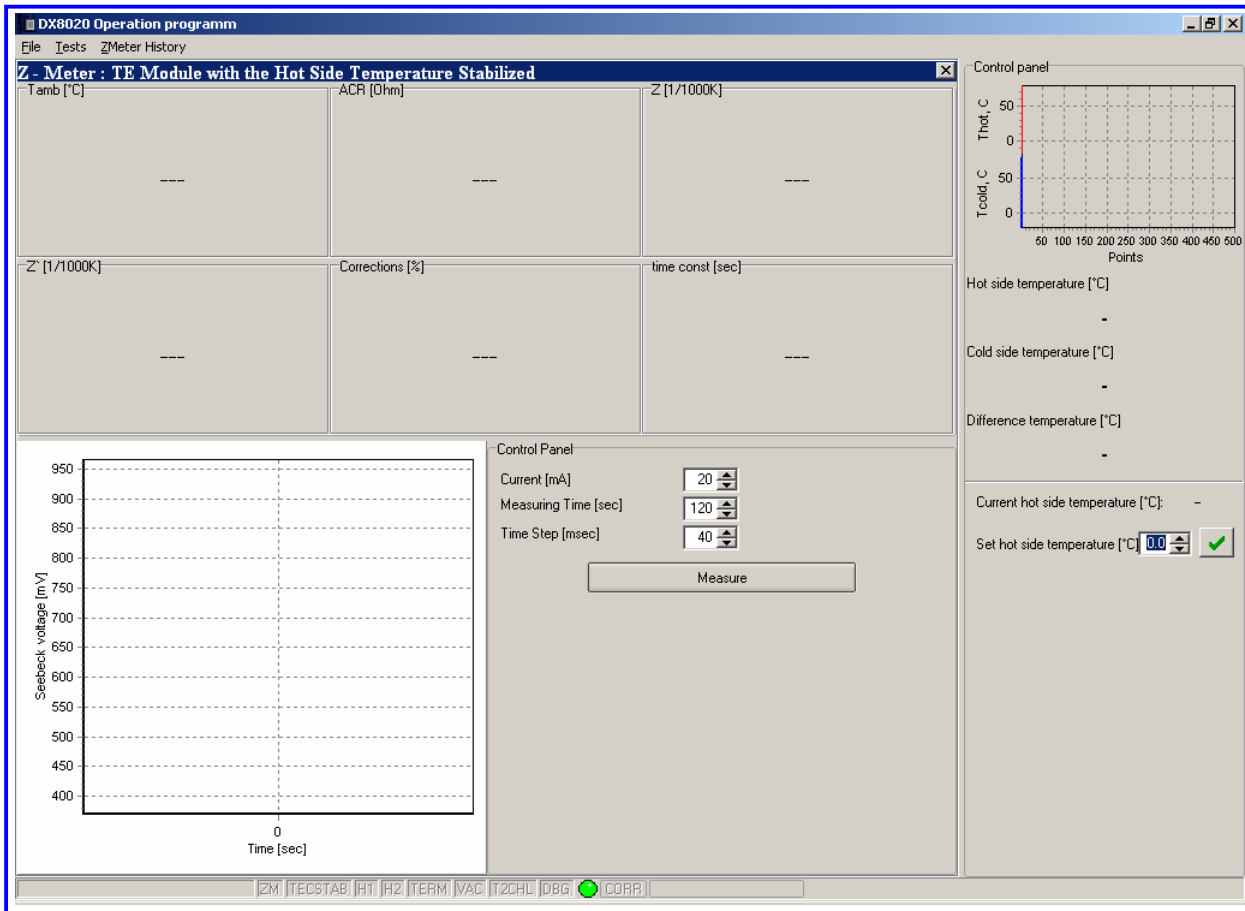 DX8020 Operation programm
File Tests ZMeter History
Z - Meter : TE Module with the Hot Side Temperature Stabilized
Tamb [°C] ACR [Ohm] Z [1/1000K]
--- --- ---
Z` [1/1000K] Corrections [%] time const [sec]
--- --- ---
950
900
850
800
750
700
650
600
550
500
450
400
Seebeck voltage [mV]
0
Time [sec]
Control Panel
Current [mA] 20
Measuring Time [sec] 120
Time Step [msec] 40
Measure
Control panel
Thot, C
50
0
Tcold, C
50
0
50 100 150 200 250 300 350 400 450 500
Points
Hot side temperature [°C]
-
Cold side temperature [°C]
-
Difference temperature [°C]
-
Current hot side temperature [°C]: -
Set hot side temperature [°C] 0.0
ZM TECSTAB H1 H2 TERM VAC T2CHL DBG CORR